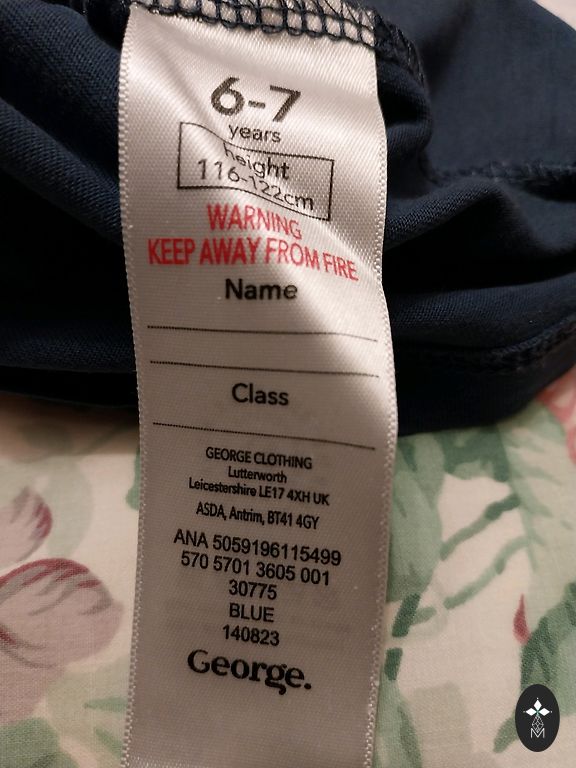 6-7
years
height
116-122cm
WARNING
KEEP AWAY FROM FIRE
Name
Class
GEORGE CLOTHING
Lutterworth
Leicestershire LE17 4XH UK
ASDA, Antrim, BT41 4GY
ANA 5059196115499
570 5701 3605 001
30775
BLUE
140823
George.
M